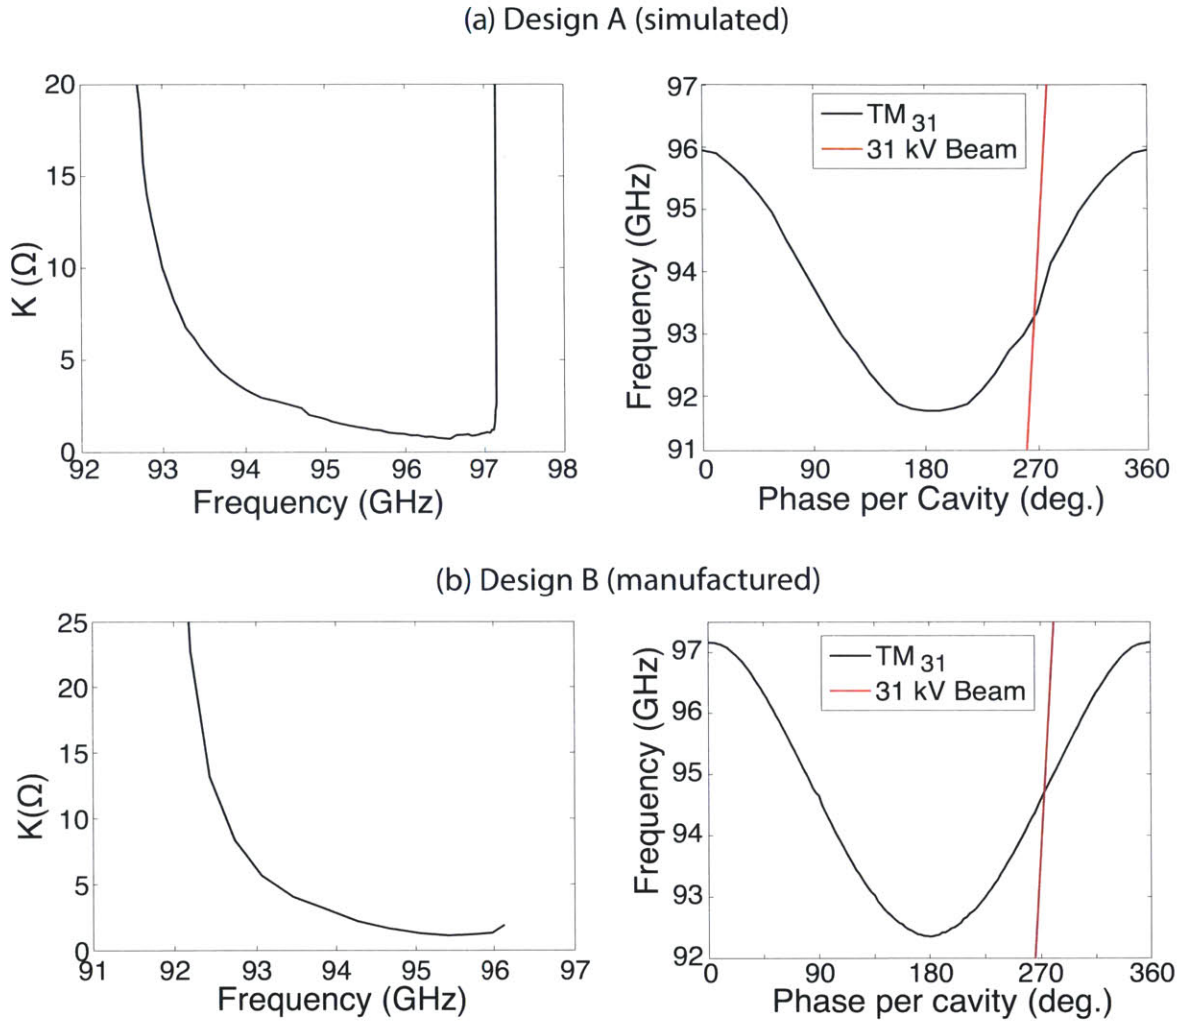 (a) Design A (simulated)
20
15
10
5
0
K (Ω)
92 93 94 95 96 97 98
Frequency (GHz)
97
96
95
94
93
92
91
Frequency (GHz)
TM 31
31 kV Beam
0 90 180 270 360
Phase per Cavity (deg.)
(b) Design B (manufactured)
25
20
15
10
5
0
K(Ω)
91 92 93 94 95 96 97
Frequency (GHz)
97
96
95
94
93
92
Frequency (GHz)
TM 31
31 kV Beam
0 90 180 270 360
Phase per cavity (deg.)